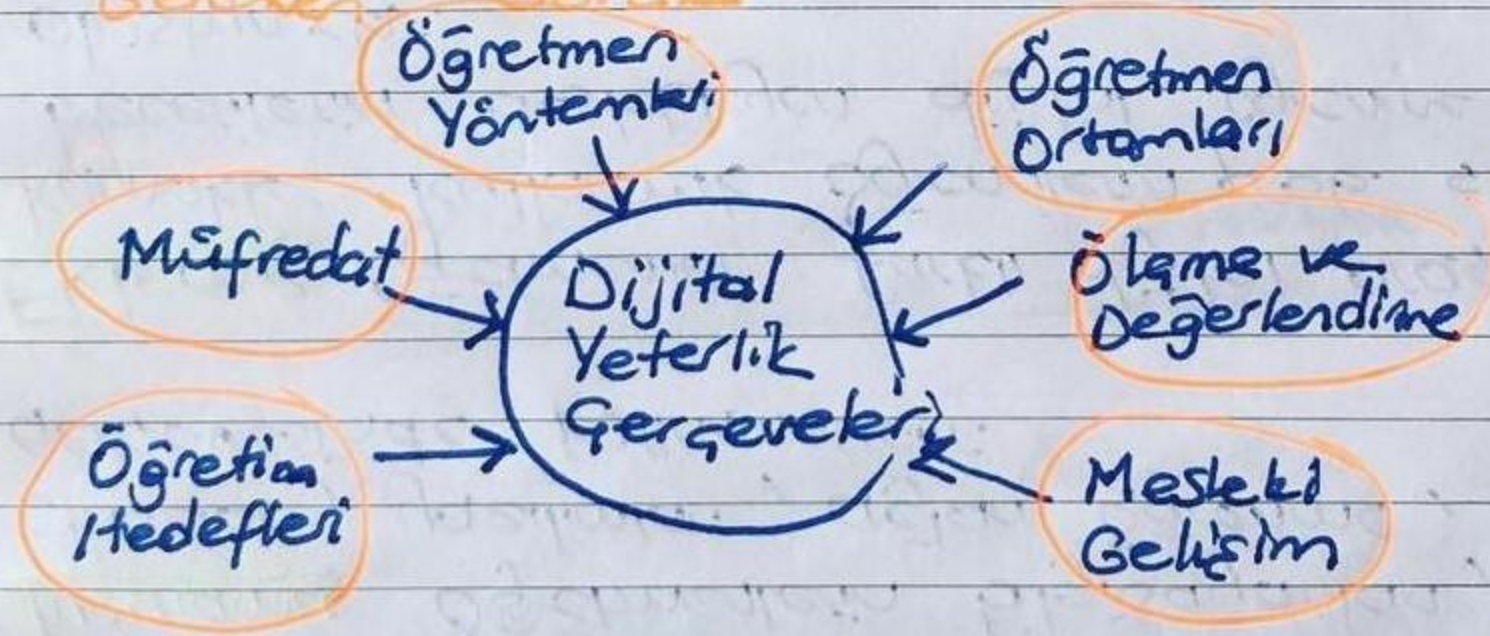 Öğretmen
Yöntemleri
Öğretmen
Ortamları
Müfredat
Dijital
Yeterlik
Çerçeveleri
Ölçme ve
Değerlendirme
Öğretim
Hedefleri
Mesleki
Gelişim